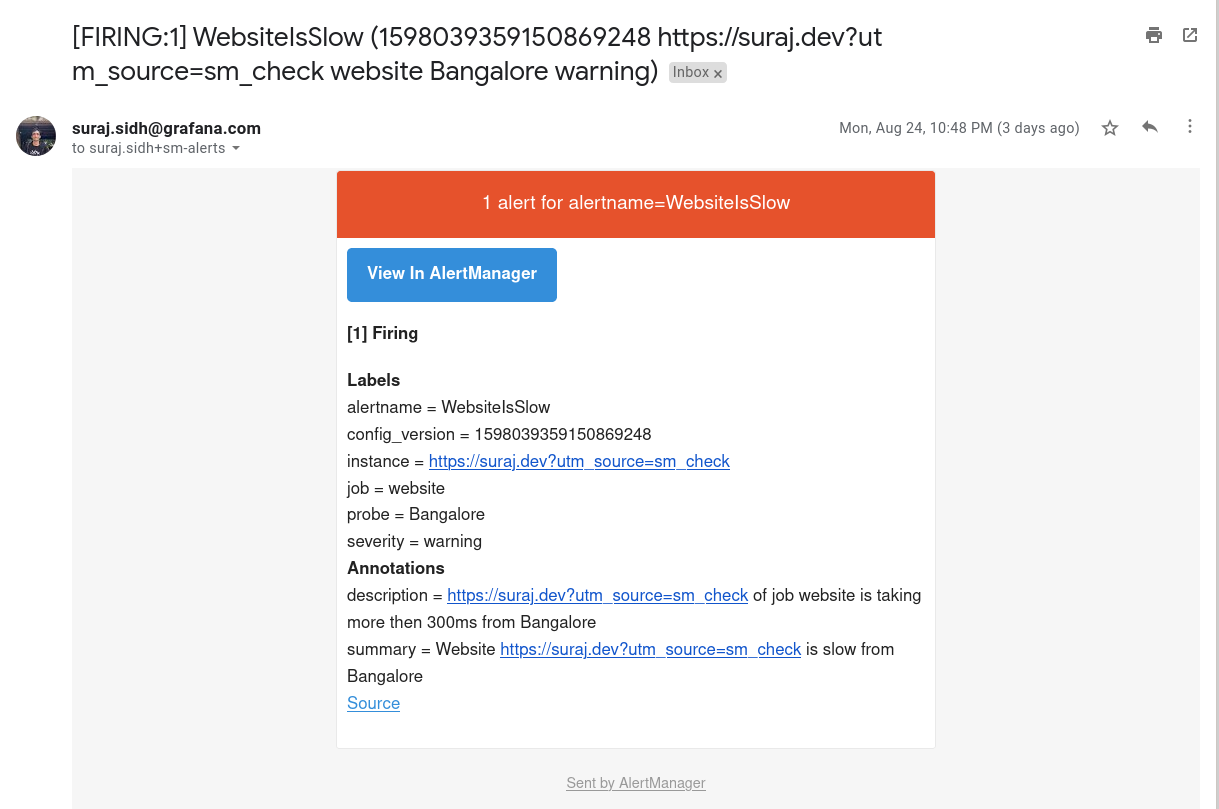 [FIRING:1] WebsiteIsSlow (1598039359150869248 https://suraj.dev?ut
m_source=sm_check website Bangalore warning) Inbox ×
suraj.sidh@grafana.com
Mon, Aug 24, 10:48 PM (3 days ago)
to suraj.sidh+sm-alerts
1 alert for alertname=WebsiteIsSlow
View In AlertManager
[1] Firing
Labels
alertname = WebsiteIsSlow
config_version = 1598039359150869248
instance = https://suraj.dev?utm_source=sm_check
job = website
probe = Bangalore
severity = warning
Annotations
description = https://suraj.dev?utm_source=sm_check of job website is taking
more then 300ms from Bangalore
summary = Website https://suraj.dev?utm_source=sm_check is slow from
Bangalore
Source
Sent by AlertManager